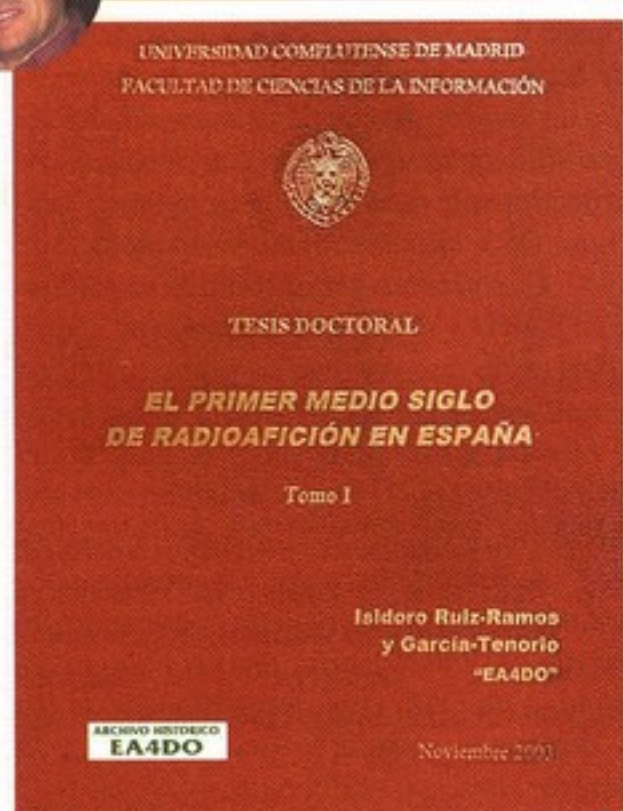 UNIVERSIDAD COMPLUTENSE DE MADRID
FACULTAD DE CIENCIAS DE LA INFORMACIÓN
TESIS DOCTORAL
EL PRIMER MEDIO SIGLO
DE RADIOAFICIÓN EN ESPAÑA
Tomo I
Isidoro Ruiz-Ramos
y García-Tenorio
"EA4DO"
ARCHIVO HISTORICO
EA4DO
Noviembre 2003